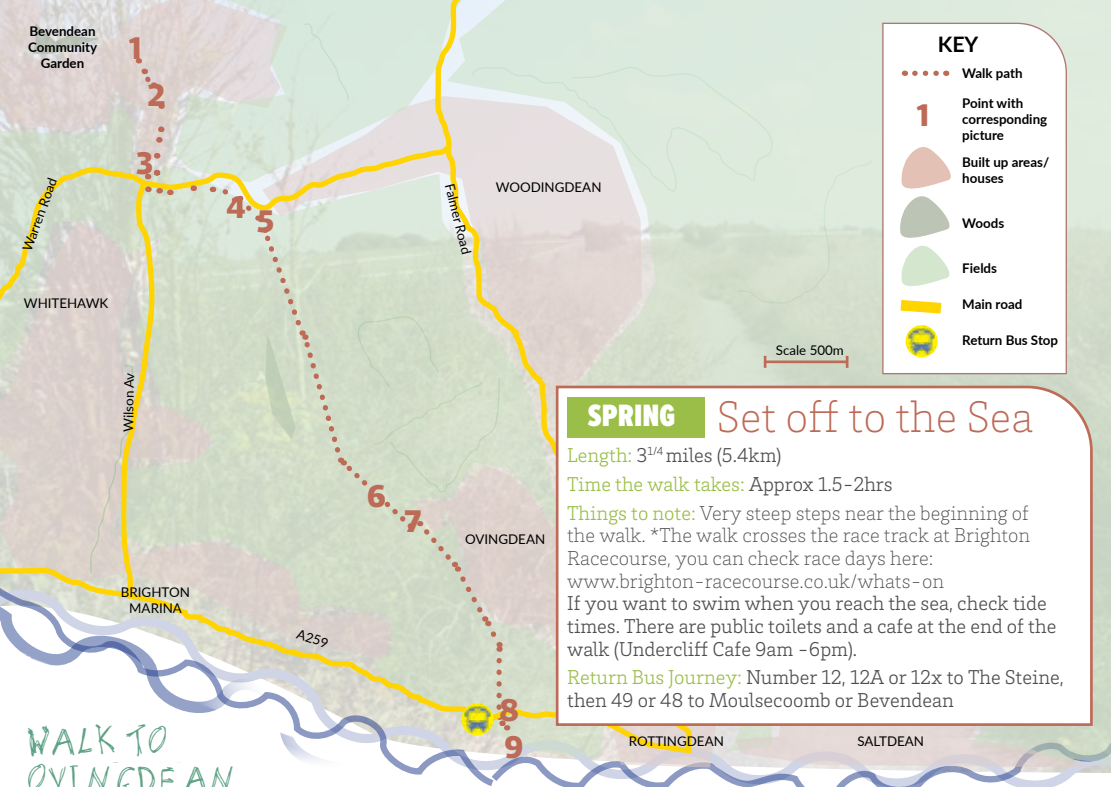 Bevendean
Community
Garden
1
2
3
4
5
6
7
8
9
Warren Road
Falmer Road
WOODINGDEAN
WHITEHAWK
Wilson Av
OVINGDEAN
BRIGHTON
MARINA
A259
ROTTINGDEAN
SALTDEAN
WALK TO
OVINGDEAN
Scale 500m
KEY
Walk path
1
Point with
corresponding
picture
Built up areas/
houses
Woods
Fields
Main road
Return Bus Stop
SPRING Set off to the Sea
Length: 3 1/4 miles (5.4km)
Time the walk takes: Approx 1.5-2hrs
Things to note: Very steep steps near the beginning of
the walk. *The walk crosses the race track at Brighton
Racecourse, you can check race days here:
www.brighton-racecourse.co.uk/whats-on
If you want to swim when you reach the sea, check tide
times. There are public toilets and a cafe at the end of the
walk (Undercliff Cafe 9am -6pm).
Return Bus Journey: Number 12, 12A or 12x to The Steine,
then 49 or 48 to Moulsecoomb or Bevendean